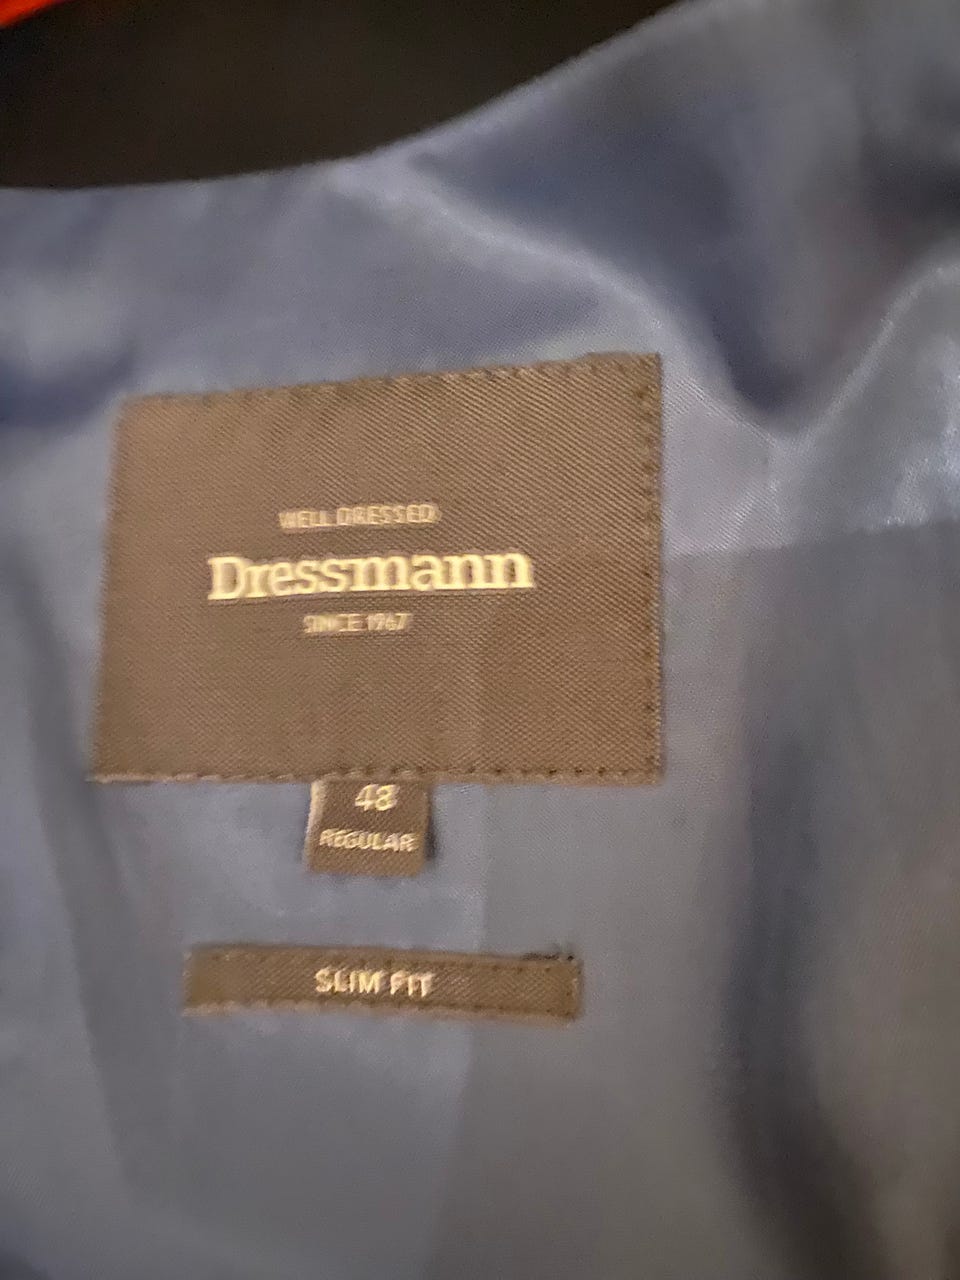 WELL DRESSED
Dressmann
SINCE 1967
48
REGULAR
SLIM FIT